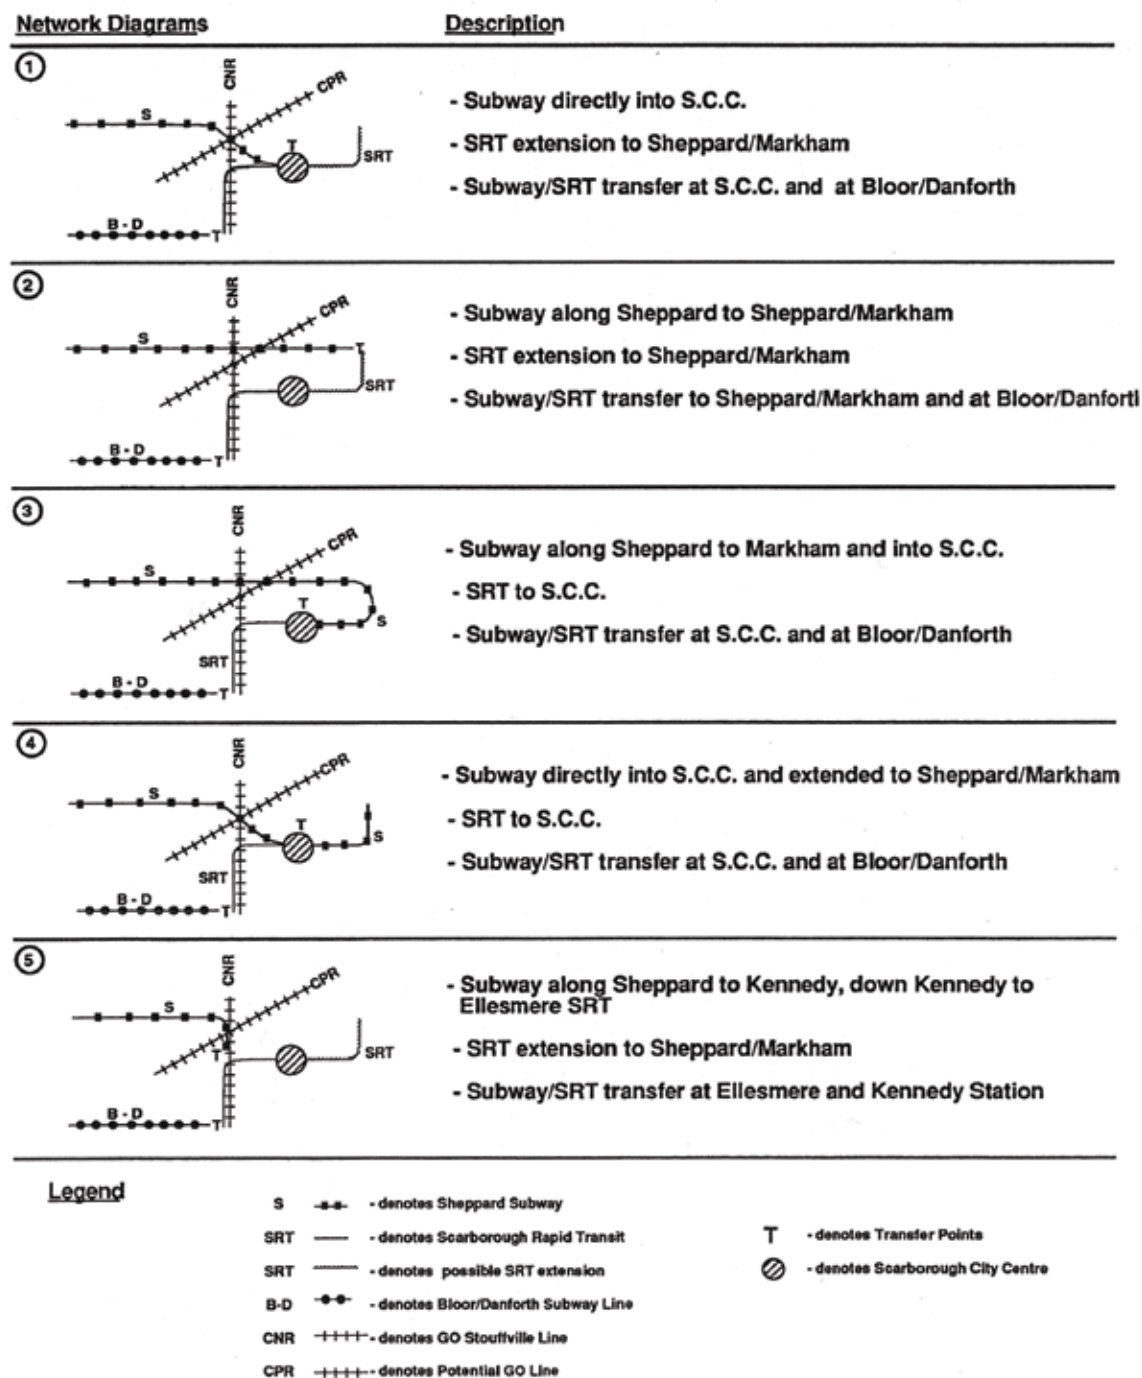 Network Diagrams Description
1
CNR
CPR
S
T
SRT
B - D
T
- Subway directly into S.C.C.
- SRT extension to Sheppard/Markham
- Subway/SRT transfer at S.C.C. and at Bloor/Danforth
2
CNR
CPR
S
T
SRT
B - D
T
- Subway along Sheppard to Sheppard/Markham
- SRT extension to Sheppard/Markham
- Subway/SRT transfer to Sheppard/Markham and at Bloor/Danfortl
3
CNR
CPR
S
T
S
SRT
B - D
T
- Subway along Sheppard to Markham and into S.C.C.
- SRT to S.C.C.
- Subway/SRT transfer at S.C.C. and at Bloor/Danforth
4
CNR
CPR
S
T
S
SRT
B - D
T
- Subway directly into S.C.C. and extended to Sheppard/Markham
- SRT to S.C.C.
- Subway/SRT transfer at S.C.C. and at Bloor/Danforth
5
CNR
CPR
S
T
SRT
B - D
T
- Subway along Sheppard to Kennedy, down Kennedy to
Ellesmere SRT
- SRT extension to Sheppard/Markham
- Subway/SRT transfer at Ellesmere and Kennedy Station
Legend
S - denotes Sheppard Subway
SRT - denotes Scarborough Rapid Transit
SRT - denotes possible SRT extension
B-D - denotes Bloor/Danforth Subway Line
CNR - denotes GO Stouffville Line
CPR - denotes Potential GO Line
T - denotes Transfer Points
- denotes Scarborough City Centre